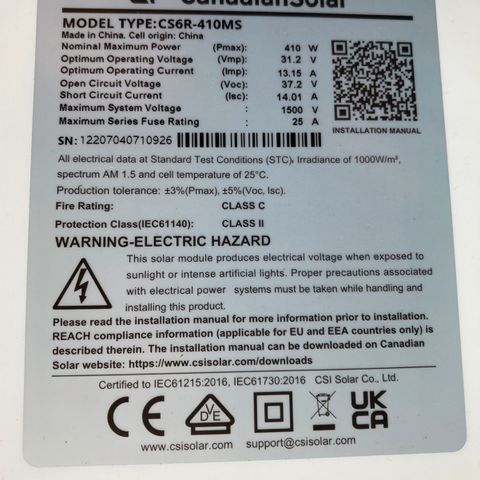 CanadianSolar
MODEL TYPE:CS6R-410MS
Made in China. Cell origin: China
Nominal Maximum Power (Pmax): 410 W
Optimum Operating Voltage (Vmp): 31.2 V
Optimum Operating Current (Imp): 13.15 A
Open Circuit Voltage (Voc): 37.2 V
Short Circuit Current (Isc): 14.01 A
Maximum System Voltage 1500 V
Maximum Series Fuse Rating 25 A
INSTALLATION MANUAL
SN: 12207040710926
All electrical data at Standard Test Conditions (STC), Irradiance of 1000W/m²,
spectrum AM 1.5 and cell temperature of 25°C.
Production tolerance: ±3%(Pmax), ±5%(Voc, Isc).
Fire Rating: CLASS C
Protection Class(IEC61140): CLASS II
WARNING-ELECTRIC HAZARD
This solar module produces electrical voltage when exposed to
sunlight or intense artificial lights. Proper precautions associated
with electrical power systems must be taken while handling and
installing this product.
Please read the installation manual for more information prior to installation.
REACH compliance information (applicable for EU and EEA countries only) is
described therein. The installation manual can be downloaded on Canadian
Solar website: https://www.csisolar.com/downloads
Certified to IEC61215:2016, IEC61730:2016 CSI Solar Co., Ltd.
CE VDE UK CA
www.csisolar.com support@csisolar.com